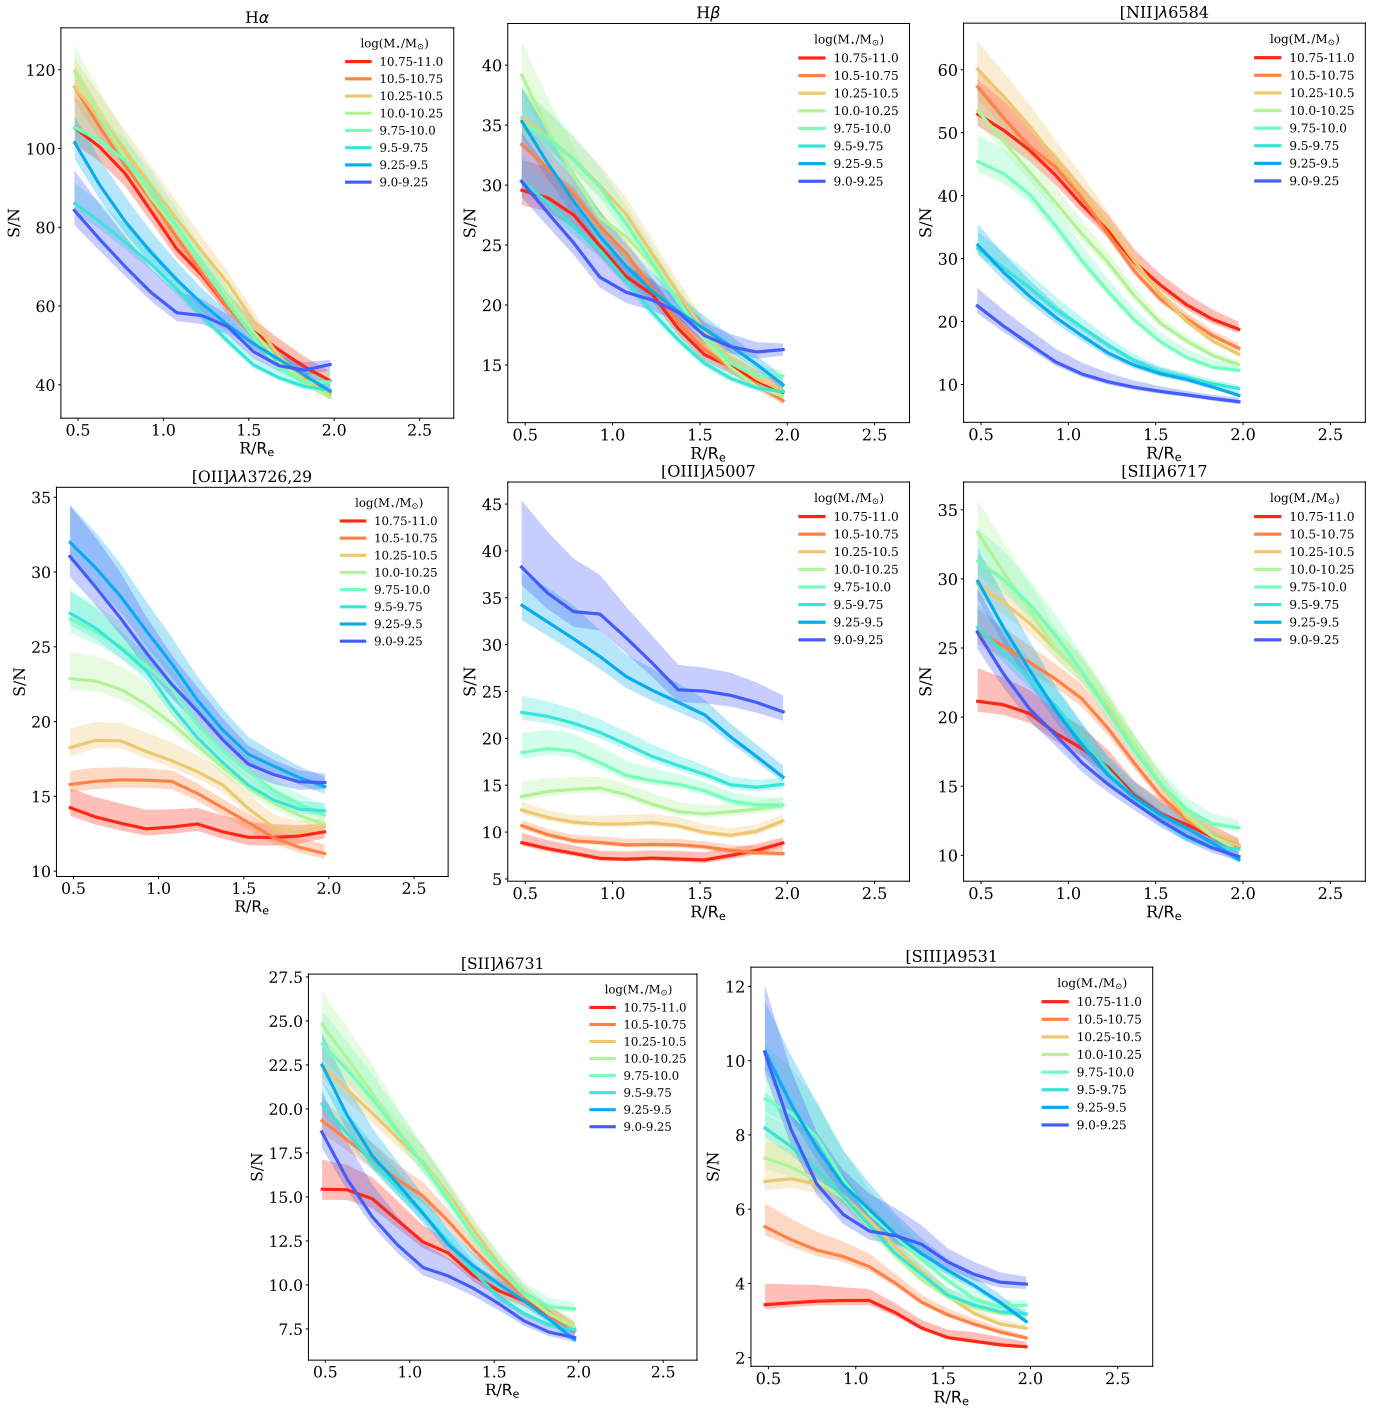 Hα
S/N
120
100
80
60
40
0.5 1.0 1.5 2.0 2.5
R/Re
log(M⋆/M⊙)
10.75-11.0
10.5-10.75
10.25-10.5
10.0-10.25
9.75-10.0
9.5-9.75
9.25-9.5
9.0-9.25
Hβ
S/N
40
35
30
25
20
15
0.5 1.0 1.5 2.0 2.5
R/Re
log(M⋆/M⊙)
10.75-11.0
10.5-10.75
10.25-10.5
10.0-10.25
9.75-10.0
9.5-9.75
9.25-9.5
9.0-9.25
[NII]λ6584
S/N
60
50
40
30
20
10
0.5 1.0 1.5 2.0 2.5
R/Re
log(M⋆/M⊙)
10.75-11.0
10.5-10.75
10.25-10.5
10.0-10.25
9.75-10.0
9.5-9.75
9.25-9.5
9.0-9.25
[OII]λλ3726,29
S/N
35
30
25
20
15
10
0.5 1.0 1.5 2.0 2.5
R/Re
log(M⋆/M⊙)
10.75-11.0
10.5-10.75
10.25-10.5
10.0-10.25
9.75-10.0
9.5-9.75
9.25-9.5
9.0-9.25
[OIII]λ5007
S/N
45
40
35
30
25
20
15
10
5
0.5 1.0 1.5 2.0 2.5
R/Re
log(M⋆/M⊙)
10.75-11.0
10.5-10.75
10.25-10.5
10.0-10.25
9.75-10.0
9.5-9.75
9.25-9.5
9.0-9.25
[SII]λ6717
S/N
35
30
25
20
15
10
0.5 1.0 1.5 2.0 2.5
R/Re
log(M⋆/M⊙)
10.75-11.0
10.5-10.75
10.25-10.5
10.0-10.25
9.75-10.0
9.5-9.75
9.25-9.5
9.0-9.25
[SII]λ6731
S/N
27.5
25.0
22.5
20.0
17.5
15.0
12.5
10.0
7.5
0.5 1.0 1.5 2.0 2.5
R/Re
log(M⋆/M⊙)
10.75-11.0
10.5-10.75
10.25-10.5
10.0-10.25
9.75-10.0
9.5-9.75
9.25-9.5
9.0-9.25
[SIII]λ9531
S/N
12
10
8
6
4
2
0.5 1.0 1.5 2.0 2.5
R/Re
log(M⋆/M⊙)
10.75-11.0
10.5-10.75
10.25-10.5
10.0-10.25
9.75-10.0
9.5-9.75
9.25-9.5
9.0-9.25